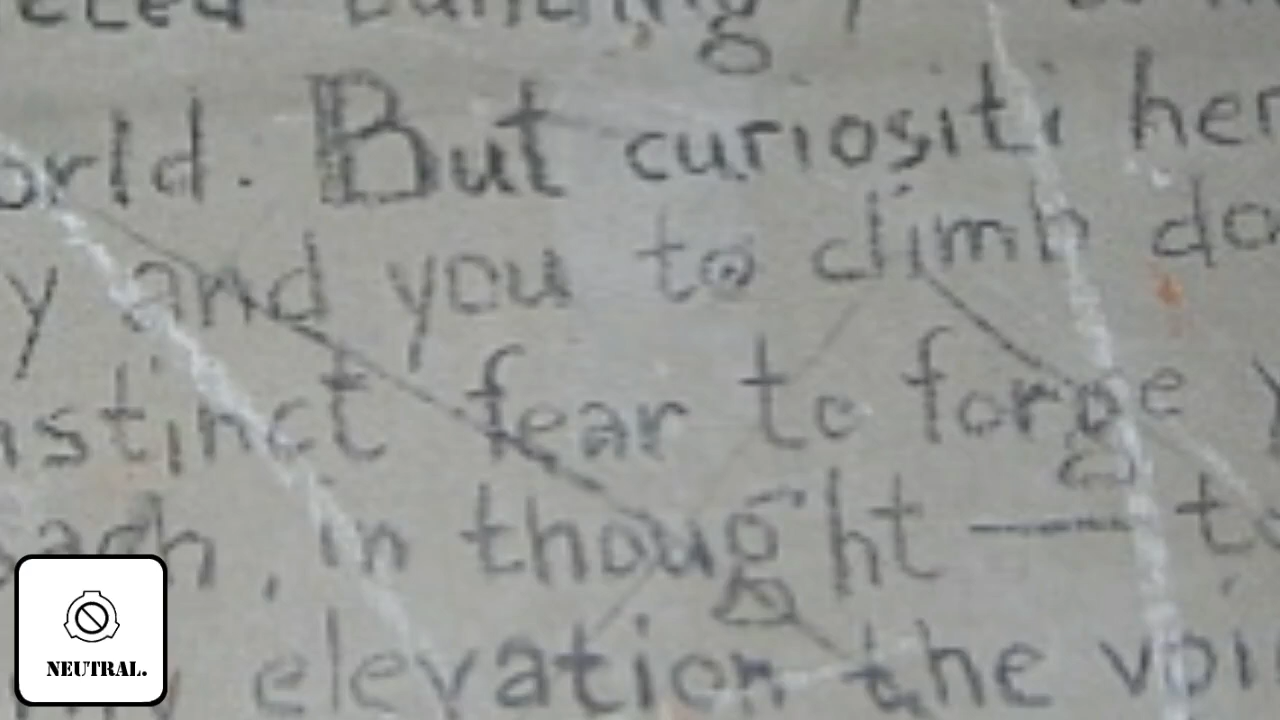 orld. But curiositi her
y and you to climb do
nstinct fear to forge y
each, in thought — to
elevation the voi
NEUTRAL.